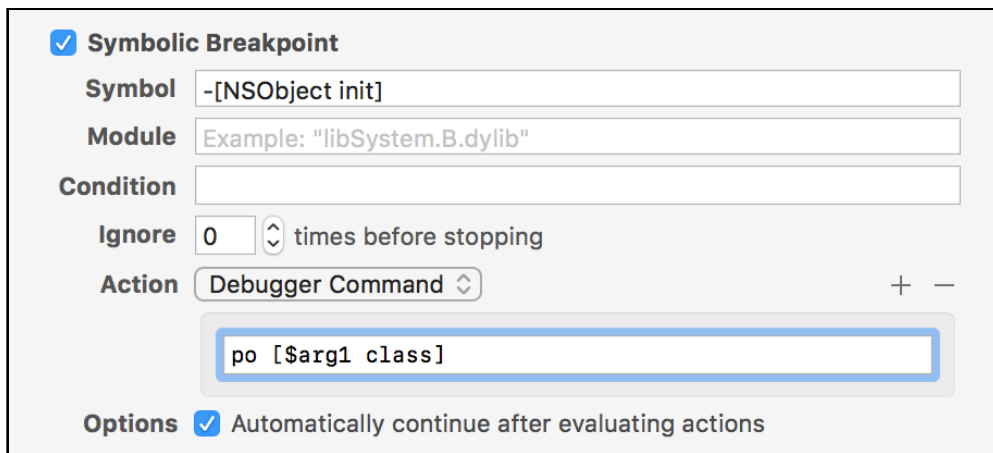 Symbolic Breakpoint
Symbol -[NSObject init]
Module Example: "libSystem.B.dylib"
Condition
Ignore 0 times before stopping
Action Debugger Command + −
po [$arg1 class]
Options Automatically continue after evaluating actions